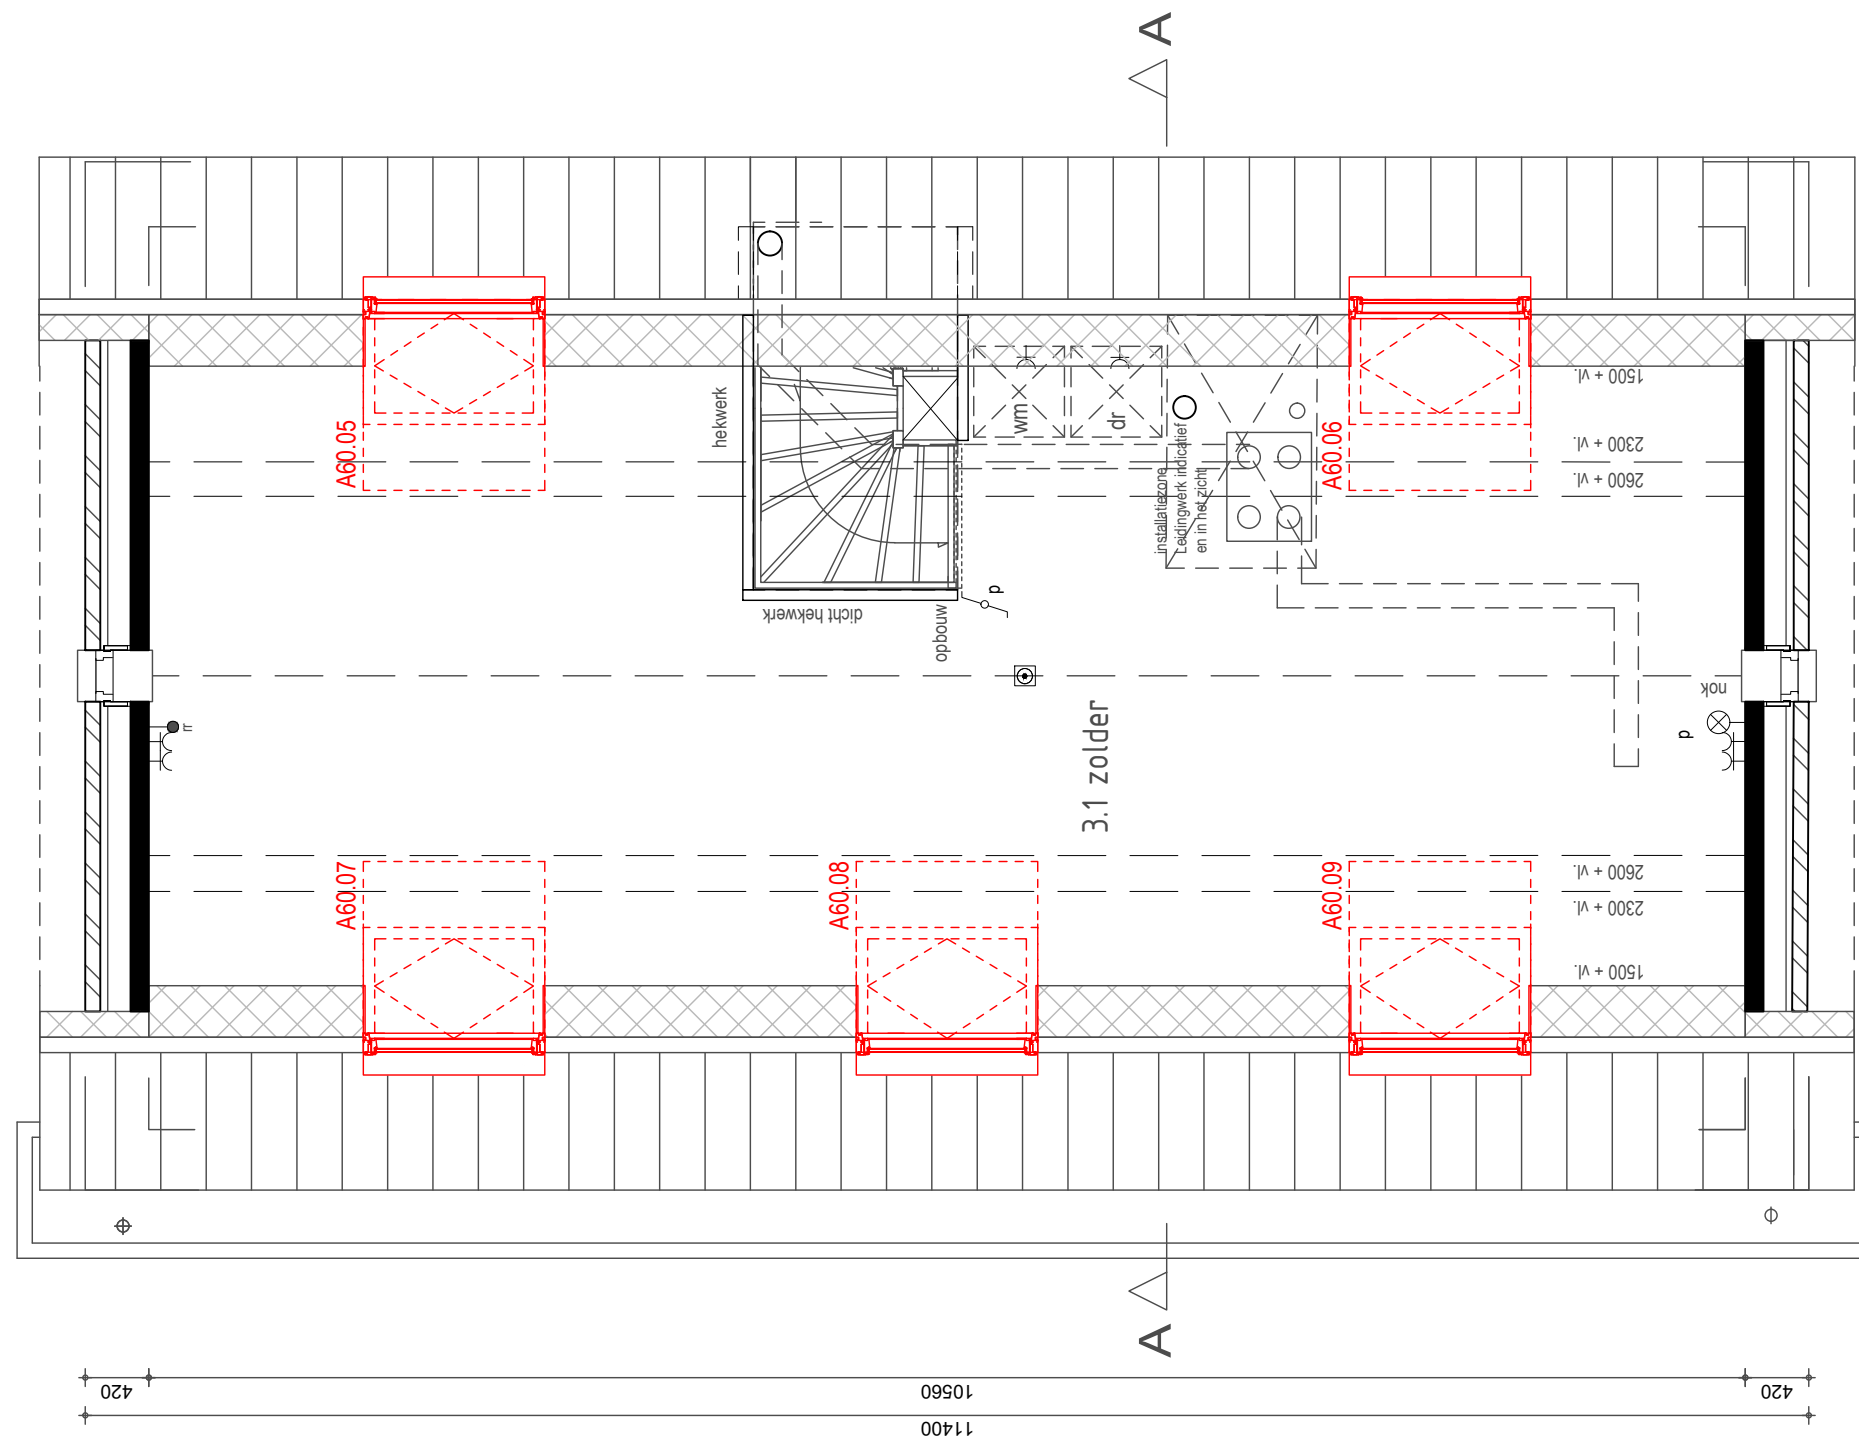 A
1500 + vl.
hekwerk
wm
dr
A60.05
A60.06
2300 + vl.
2600 + vl.
installatiezone
Leidingwerk indicatief
en in het zicht
p
dicht hekwerk
opbouw
nok
rr
p
3.1 zolder
A60.07
A60.08
A60.09
2600 + vl.
2300 + vl.
1500 + vl.
A
420
10560
420
11400